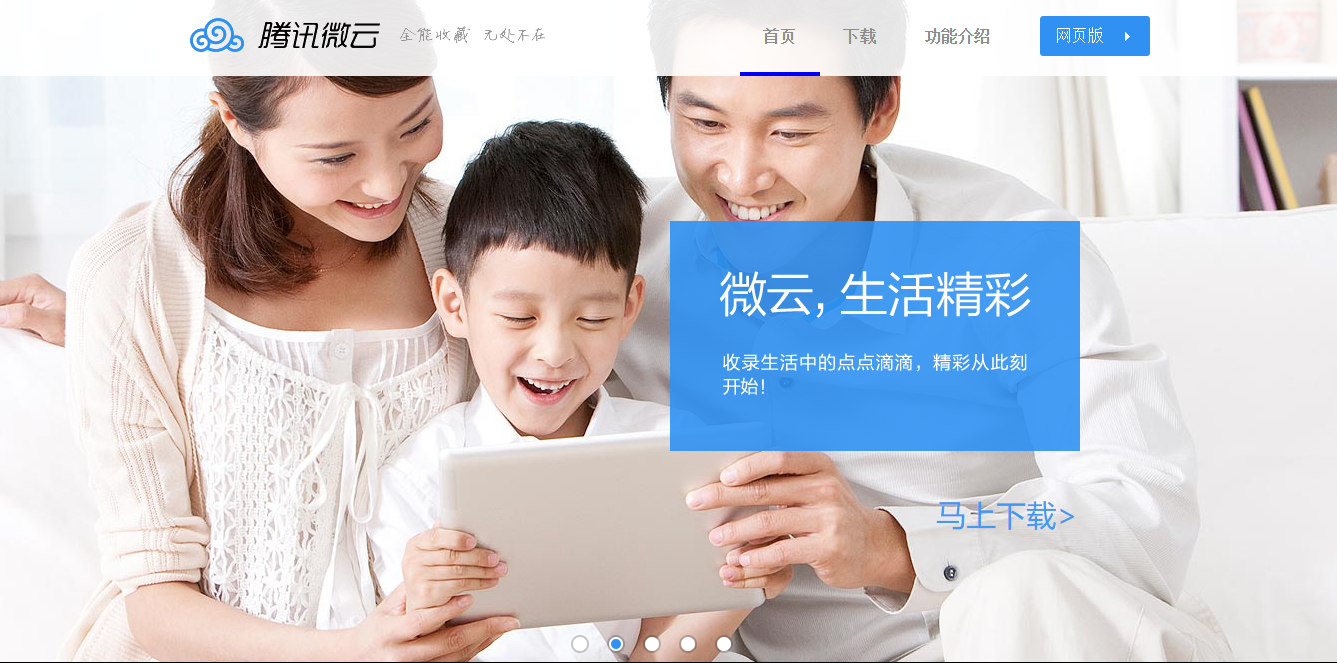 腾讯微云
全能收藏 无处不在
首页
下载
功能介绍
网页版
微云,生活精彩
收录生活中的点点滴滴，精彩从此刻
开始！
马上下载>